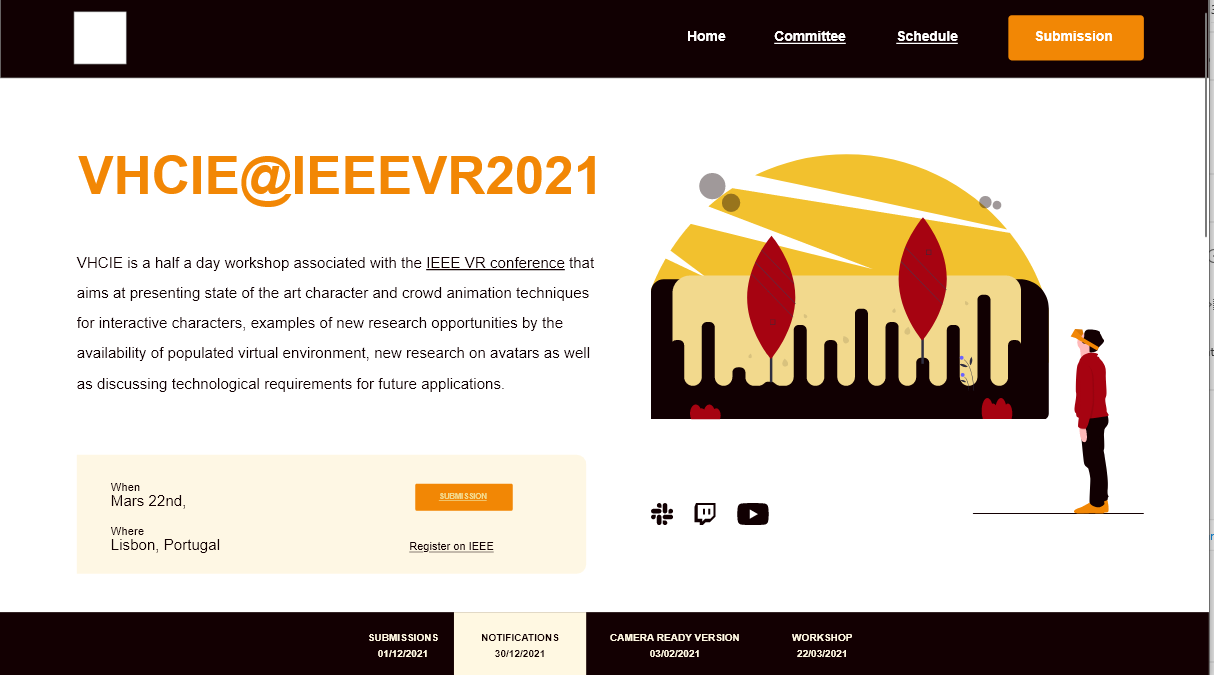 Home Committee Schedule Submission
VHCIE@IEEEVR2021
VHCIE is a half a day workshop associated with the IEEE VR conference that
aims at presenting state of the art character and crowd animation techniques
for interactive characters, examples of new research opportunities by the
availability of populated virtual environment, new research on avatars as well
as discussing technological requirements for future applications.
When
Mars 22nd,
SUBMISSION
Where
Lisbon, Portugal
Register on IEEE
SUBMISSIONS
01/12/2021
NOTIFICATIONS
30/12/2021
CAMERA READY VERSION
03/02/2021
WORKSHOP
22/03/2021